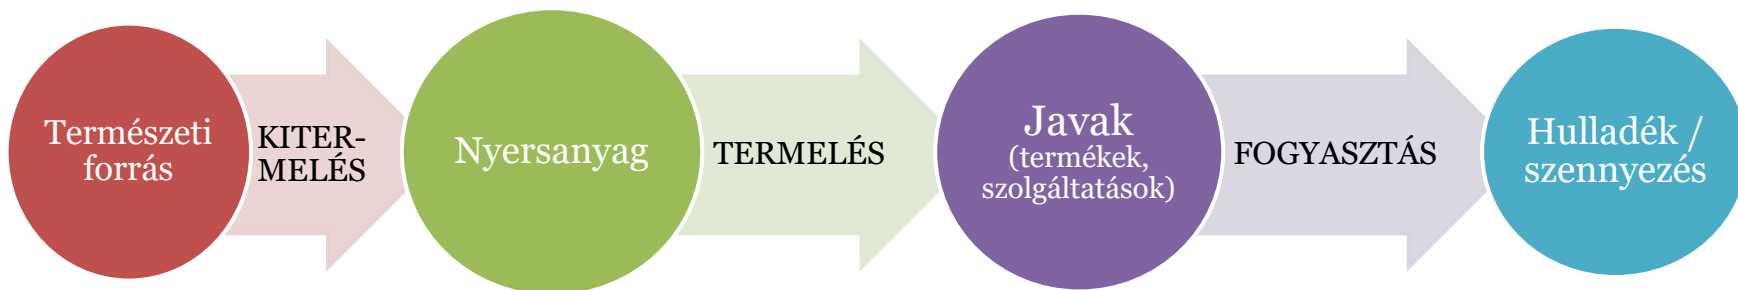 Természeti
forrás
KITER-
MELÉS
Nyersanyag
TERMELÉS
Javak
(termékek,
szolgáltatások)
FOGYASZTÁS
Hulladék /
szennyezés